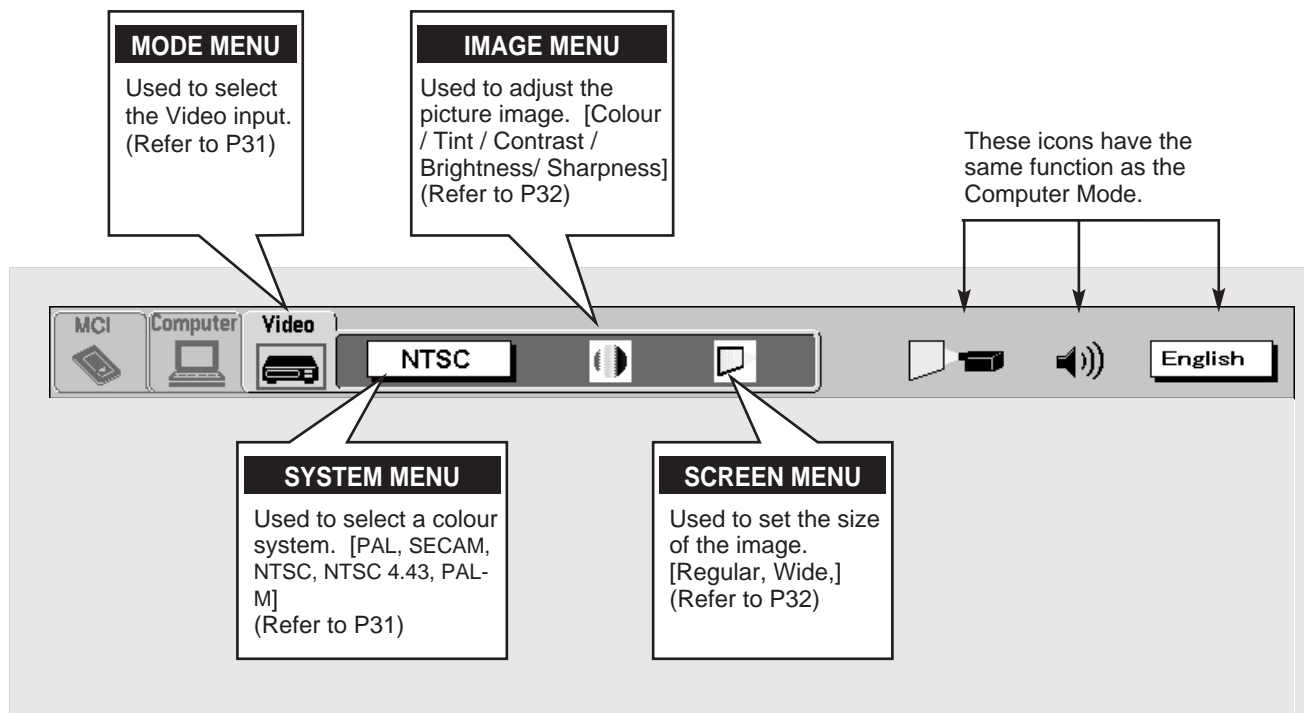 MODE MENU
Used to select
the Video input.
(Refer to P31)
IMAGE MENU
Used to adjust the
picture image. [Colour
/ Tint / Contrast /
Brightness/ Sharpness]
(Refer to P32)
These icons have the
same function as the
Computer Mode.
MCI
Computer
Video
NTSC
English
SYSTEM MENU
Used to select a colour
system. [PAL, SECAM,
NTSC, NTSC 4.43, PAL-
M]
(Refer to P31)
SCREEN MENU
Used to set the size
of the image.
[Regular, Wide,]
(Refer to P32)